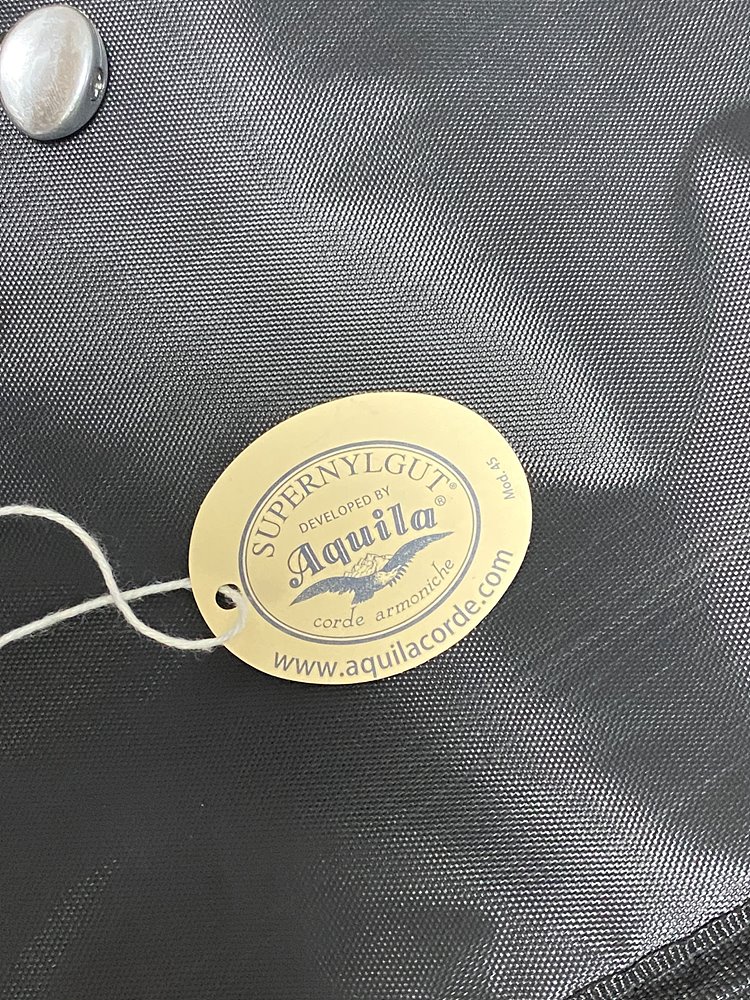 SUPERNYLGUT®
DEVELOPED BY
Aquila®
corde armoniche
www.aquilacorde.com
Mod. 45